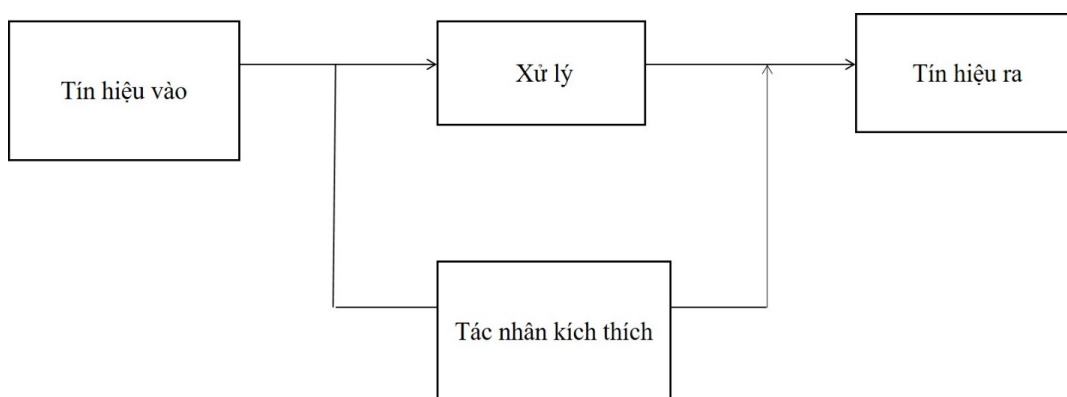 Tín hiệu vào
Xử lý
Tín hiệu ra
Tác nhân kích thích